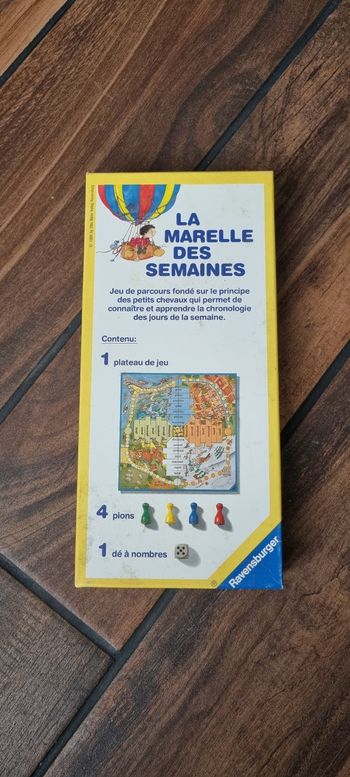 LA
MARELLE
DES
SEMAINES
Jeu de parcours fondé sur le principe
des petits chevaux qui permet de
connaître et apprendre la chronologie
des jours de la semaine.
Contenu:
1 plateau de jeu
4 pions
1 dé à nombres
Ravensburger